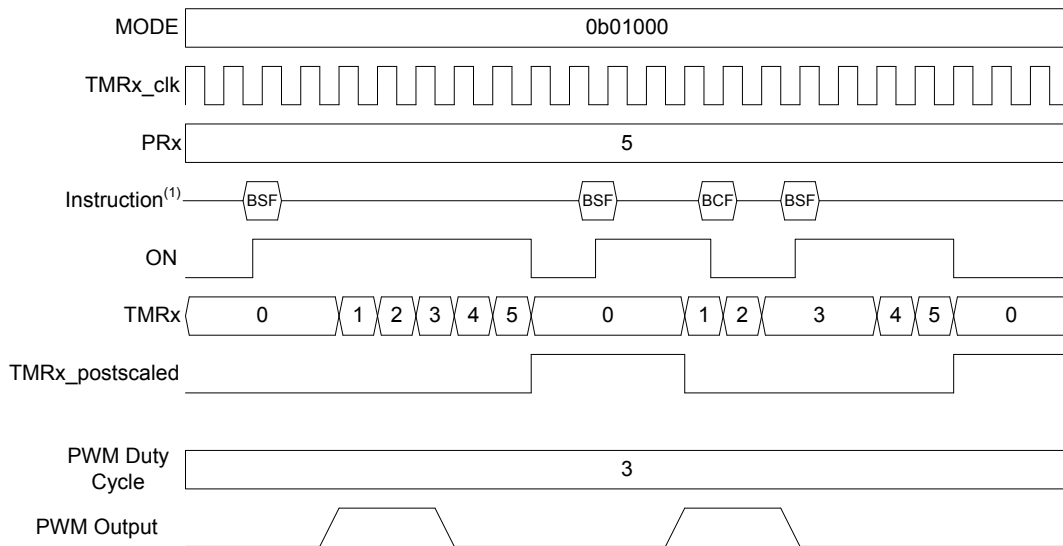 MODE 0b01000
TMRx_clk
PRx 5
Instruction(1) BSF BSF BCF BSF
ON
TMRx 0 1 2 3 4 5 0 1 2 3 4 5 0
TMRx_postscaled
PWM Duty
Cycle
3
PWM Output